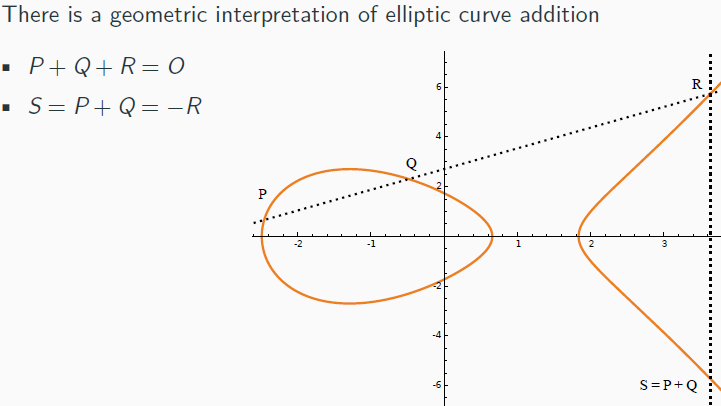 There is a geometric interpretation of elliptic curve addition
▪ P + Q + R = O
▪ S = P + Q = −R
R
Q
P
S = P + Q
6
4
2
-2
-4
-6
-2 -1 1 2 3